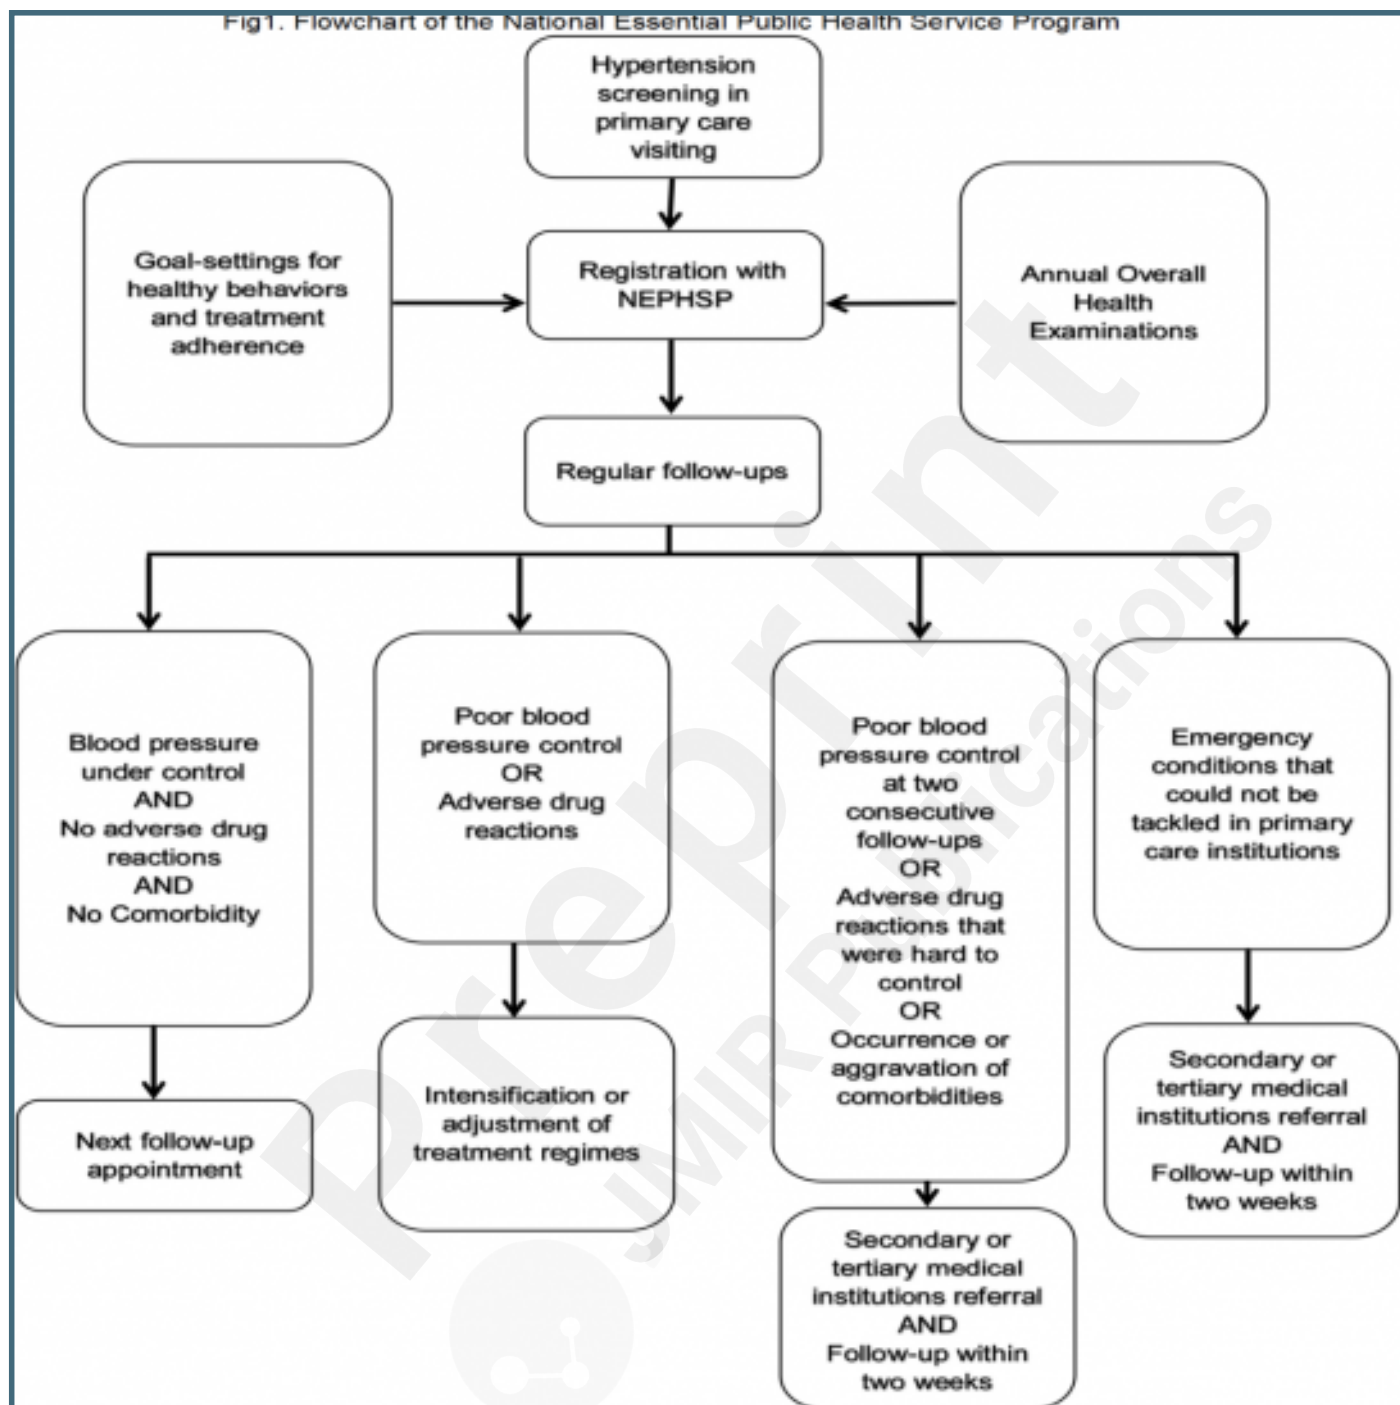 Fig1. Flowchart of the National Essential Public Health Service Program
Hypertension
screening in
primary care
visiting
Goal-settings for
healthy behaviors
and treatment
adherence
Registration with
NEPHSP
Annual Overall
Health
Examinations
Regular follow-ups
Blood pressure
under control
AND
No adverse drug
reactions
AND
No Comorbidity
Poor blood
pressure control
OR
Adverse drug
reactions
Poor blood
pressure control
at two
consecutive
follow-ups
OR
Adverse drug
reactions that
were hard to
control
OR
Occurrence or
aggravation of
comorbidities
Emergency
conditions that
could not be
tackled in primary
care institutions
Next follow-up
appointment
Intensification or
adjustment of
treatment regimes
Secondary or
tertiary medical
institutions referral
AND
Follow-up within
two weeks
Secondary or
tertiary medical
institutions referral
AND
Follow-up within
two weeks
Preprint
JMIR Publications